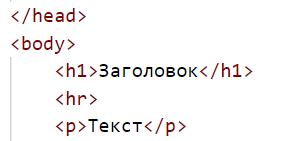 </head>
<body>
<h1>Заголовок</h1>
<hr>
<p>Текст</p>